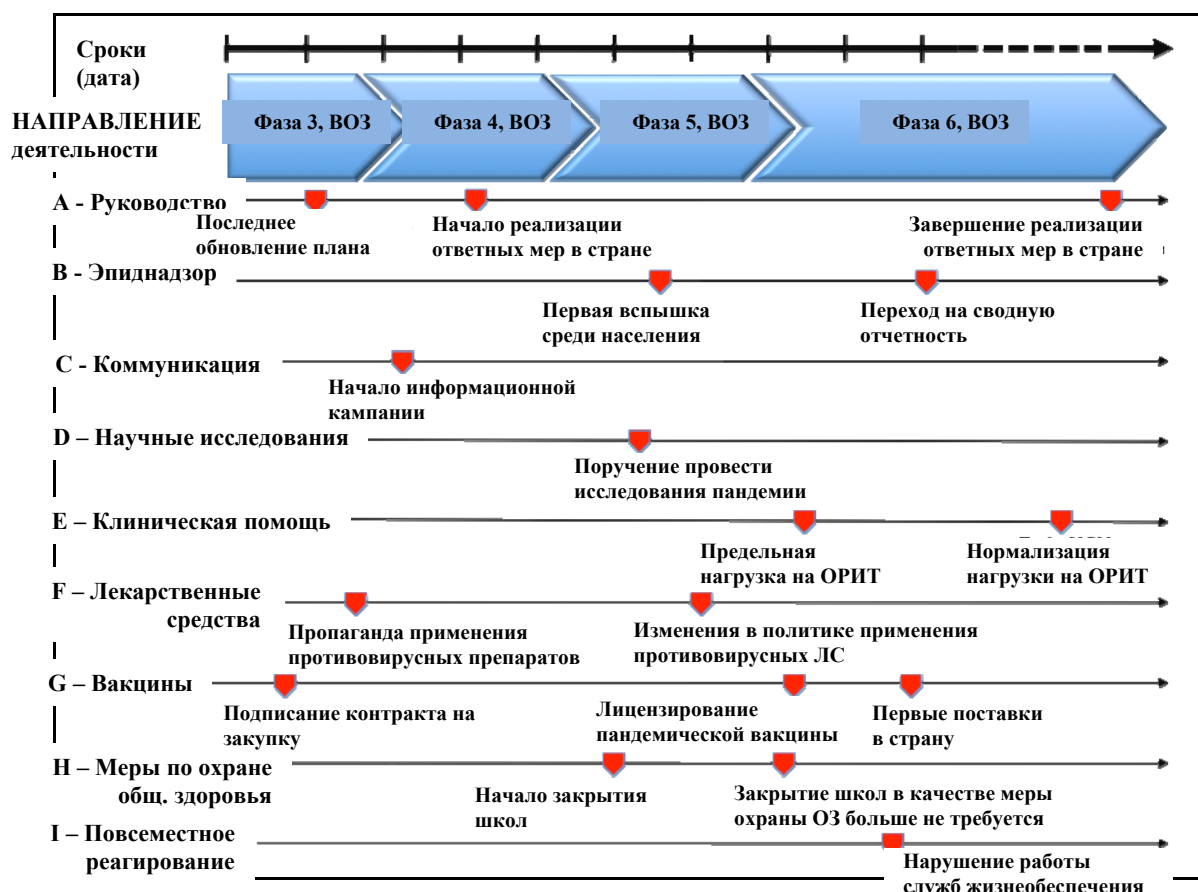 Сроки
(дата)
НАПРАВЛЕНИЕ
деятельности
Фаза 3, ВОЗ
Фаза 4, ВОЗ
Фаза 5, ВОЗ
Фаза 6, ВОЗ
A - Руководство
Последнее
обновление плана
Начало реализации
ответных мер в стране
Завершение реализации
ответных мер в стране
B - Эпиднадзор
Первая вспышка
среди населения
Переход на сводную
отчетность
C - Коммуникация
Начало информационной
кампании
D – Научные исследования
Поручение провести
исследования пандемии
E – Клиническая помощь
Предельная
нагрузка на ОРИТ
Нормализация
нагрузки на ОРИТ
F – Лекарственные
средства
Пропаганда применения
противовирусных препаратов
Изменения в политике применения
противовирусных ЛС
G – Вакцины
Подписание контракта на
закупку
Лицензирование
пандемической вакцины
Первые поставки
в страну
H – Меры по охране
общ. здоровья
Начало закрытия
школ
Закрытие школ в качестве меры
охраны ОЗ больше не требуется
I – Повсеместное
реагирование
Нарушение работы
служб жизнеобеспечения